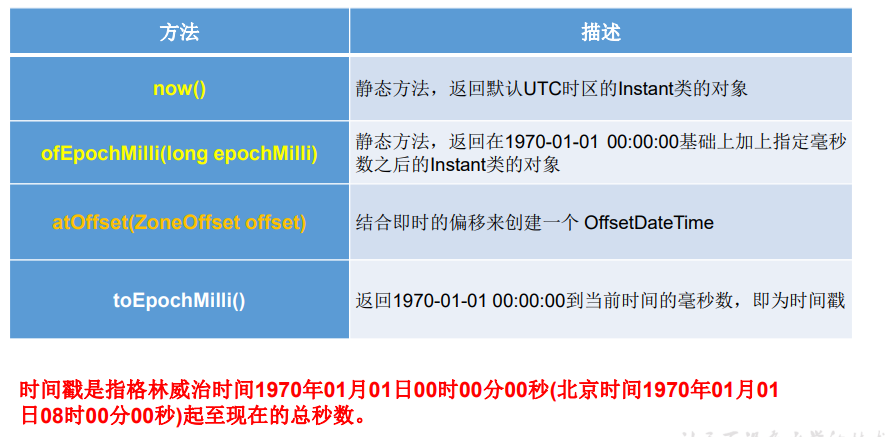 方法
描述
now()
静态方法，返回默认UTC时区的Instant类的对象
ofEpochMilli(long epochMilli)
静态方法，返回在1970-01-01 00:00:00基础上加上指定毫秒
数之后的Instant类的对象
atOffset(ZoneOffset offset)
结合即时的偏移来创建一个 OffsetDateTime
toEpochMilli()
返回1970-01-01 00:00:00到当前时间的毫秒数，即为时间戳
时间戳是指格林威治时间1970年01月01日00时00分00秒(北京时间1970年01月01
日08时00分00秒)起至现在的总秒数。